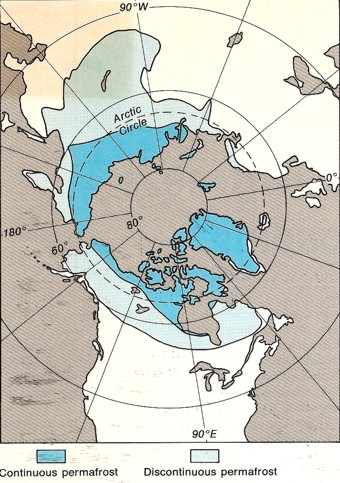 90°W
Arctic
Circle
0°
180°
80°
60°
90°E
Continuous permafrost
Discontinuous permafrost